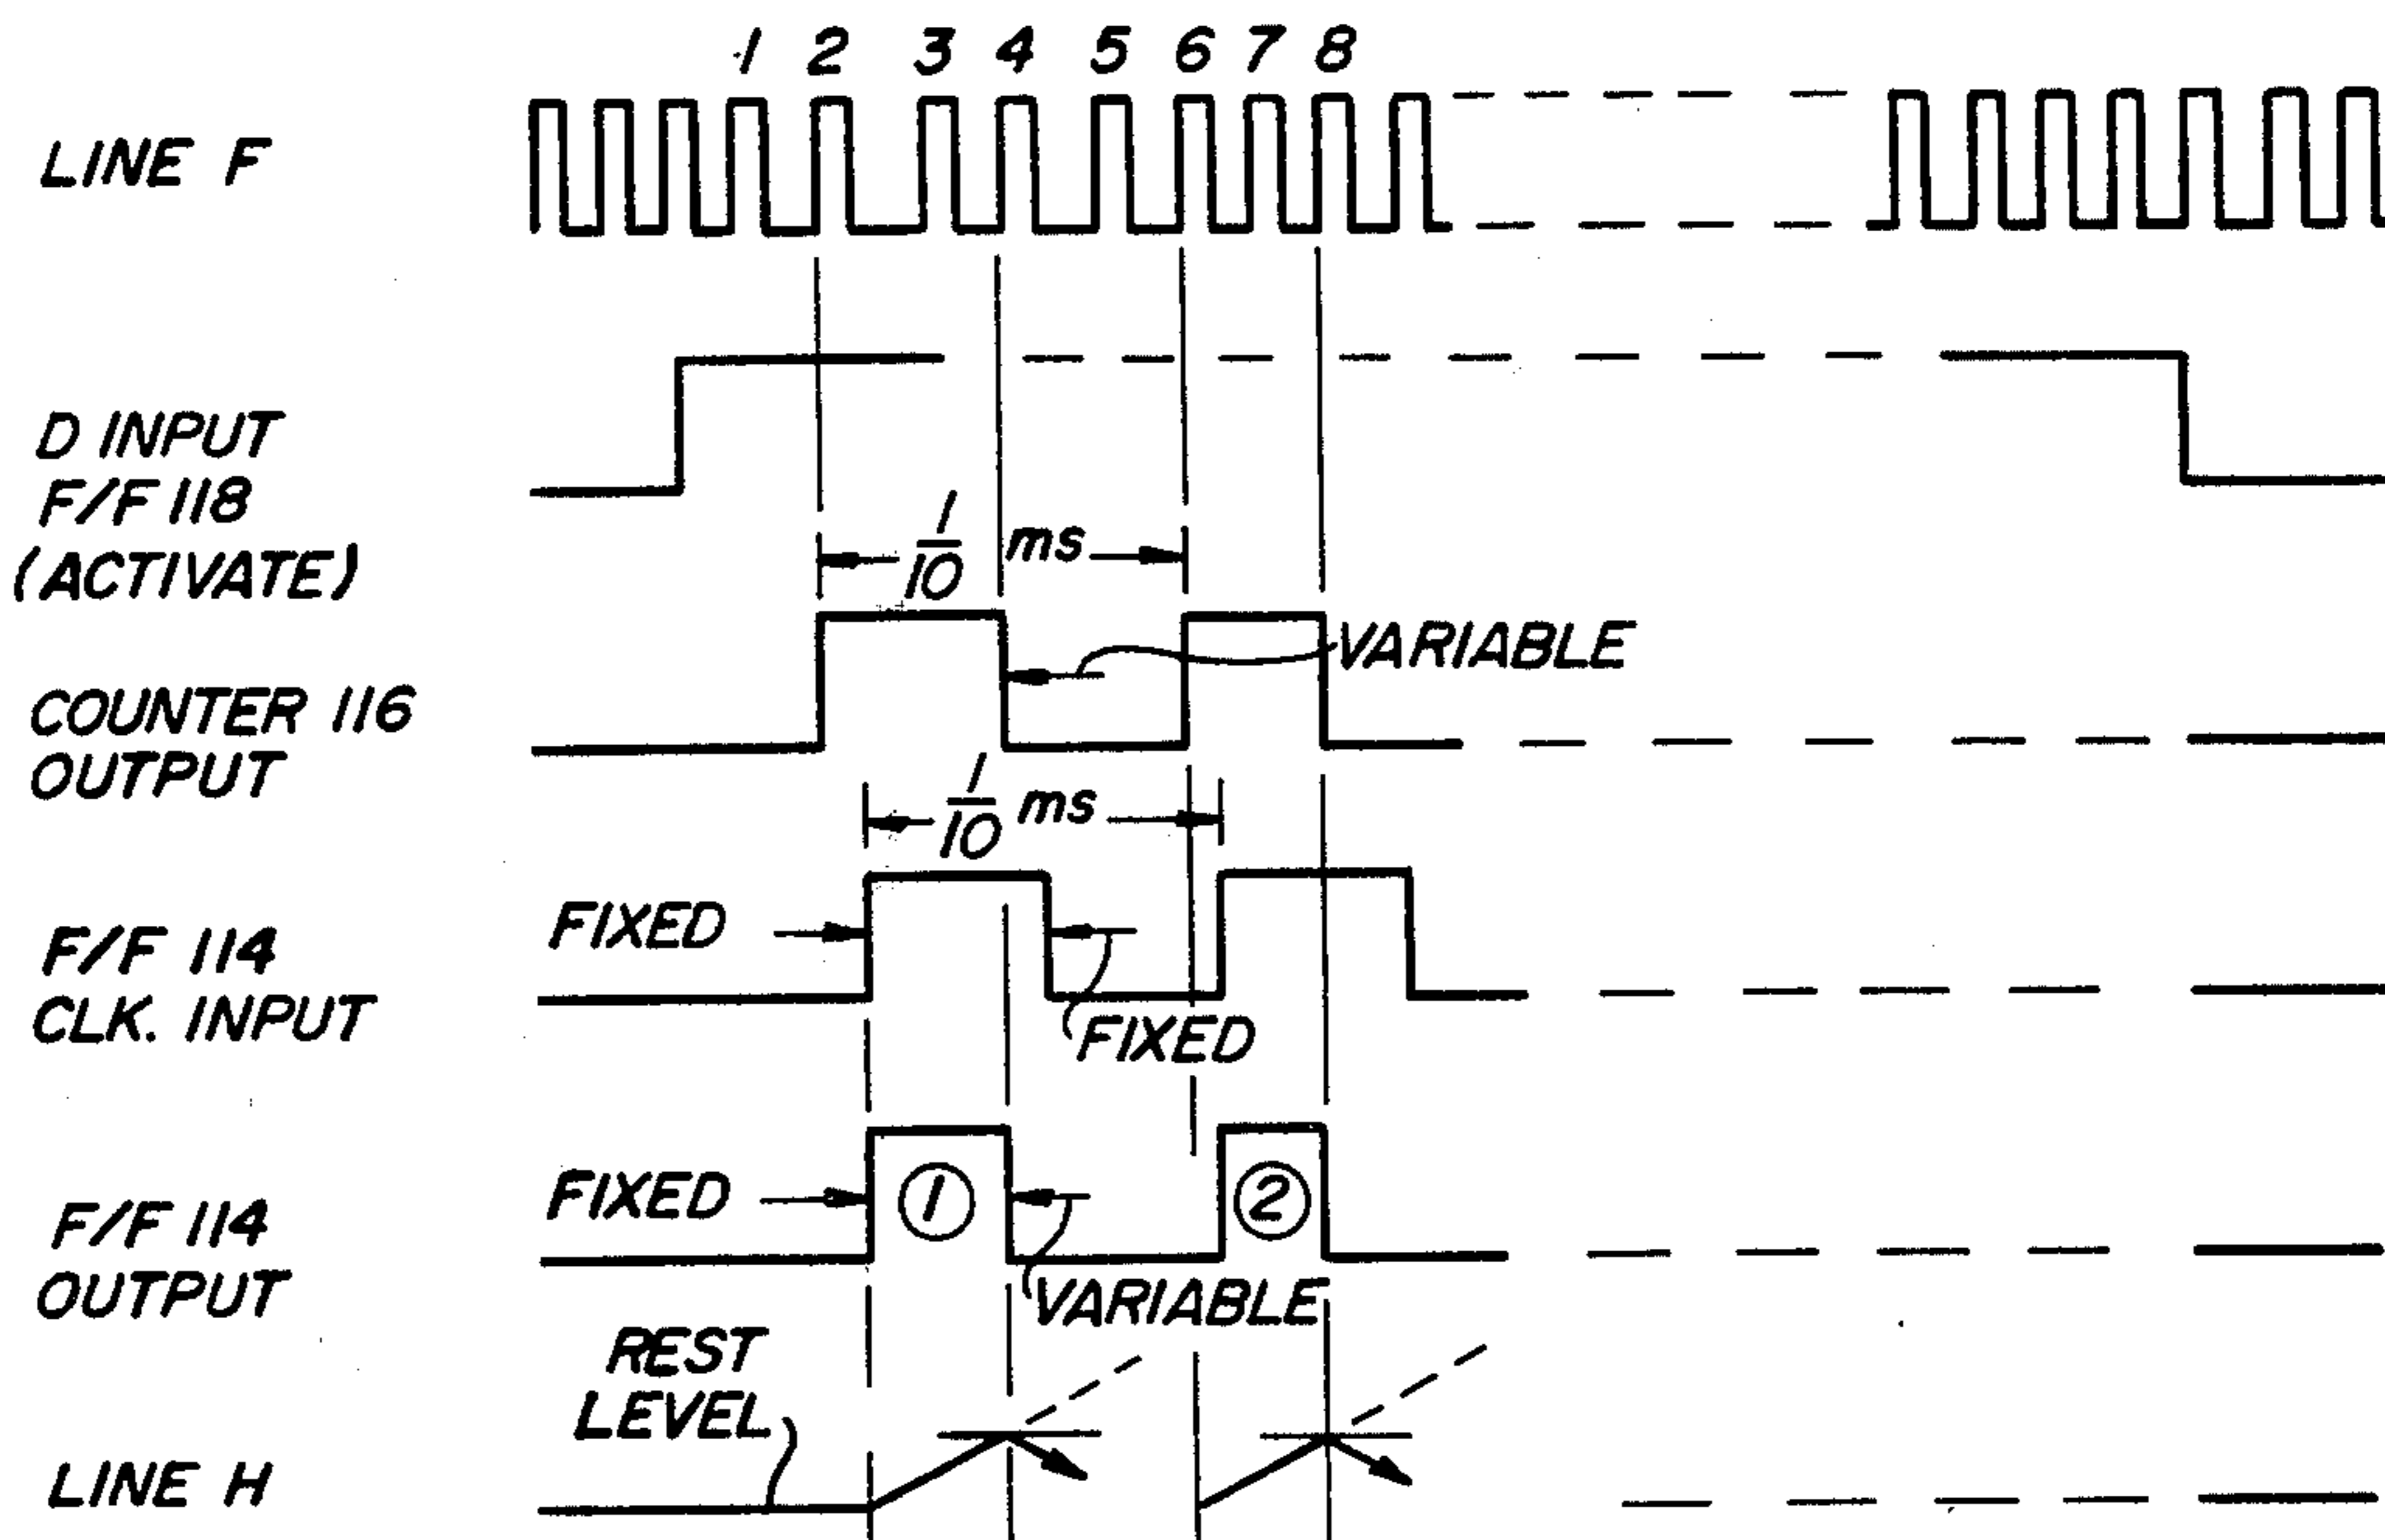 1 2 3 4 5 6 7 8
LINE F
D INPUT
F/F 118
(ACTIVATE)
1/10 ms
VARIABLE
COUNTER 116
OUTPUT
1/10 ms
FIXED
F/F 114
CLK. INPUT
FIXED
FIXED
1
2
F/F 114
OUTPUT
VARIABLE
REST
LEVEL
LINE H